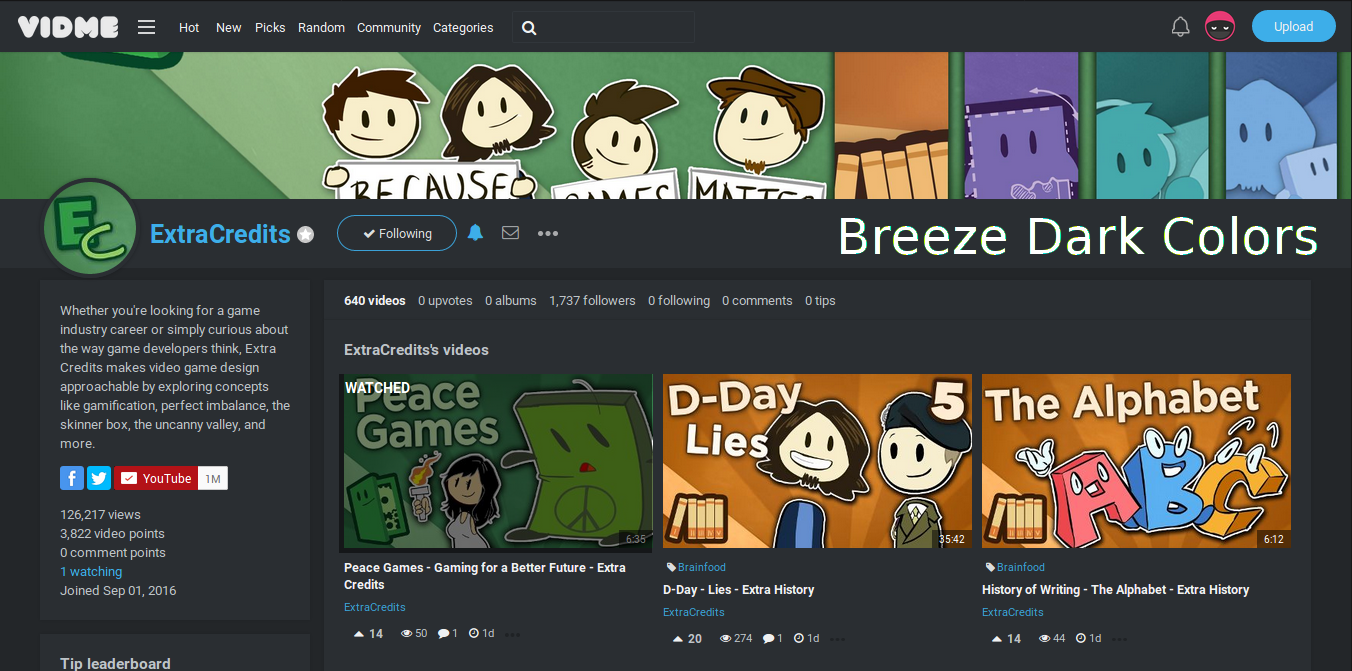 VIDME Hot New Picks Random Community Categories Upload
BECAUSE GAMES MATTE
EC
ExtraCredits Following Breeze Dark Colors
Whether you're looking for a game
industry career or simply curious about
the way game developers think, Extra
Credits makes video game design
approachable by exploring concepts
like gamification, perfect imbalance, the
skinner box, the uncanny valley, and
more.
YouTube 1M
126,217 views
3,822 video points
0 comment points
1 watching
Joined Sep 01, 2016
Tip leaderboard
640 videos 0 upvotes 0 albums 1,737 followers 0 following 0 comments 0 tips
ExtraCredits's videos
WATCHED
Peace
Games
6:35
Peace Games - Gaming for a Better Future - Extra
Credits
ExtraCredits
14 50 1 1d
D-Day 5
Lies
35:42
Brainfood
D-Day - Lies - Extra History
ExtraCredits
20 274 1 1d
The Alphabet
ABC
6:12
Brainfood
History of Writing - The Alphabet - Extra History
ExtraCredits
14 44 1d